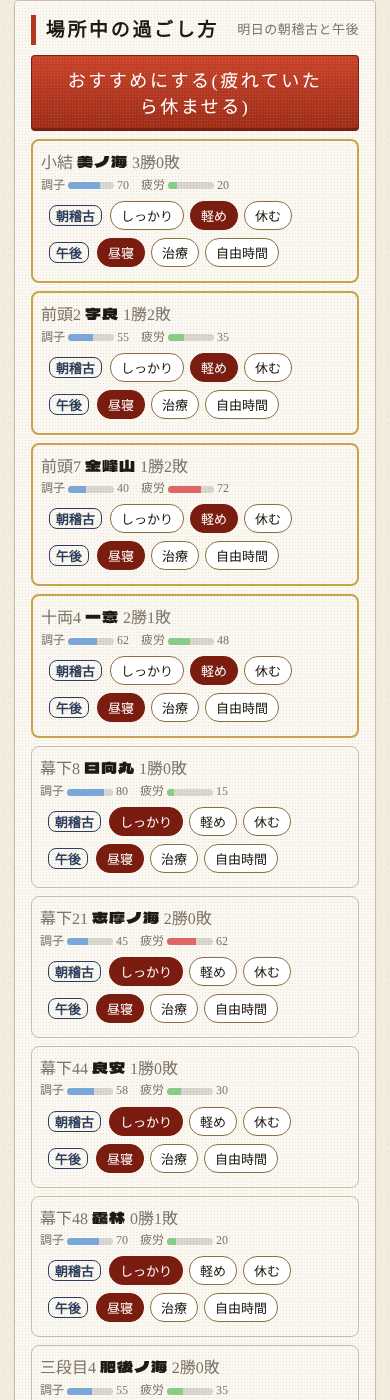 場所中の過ごし方 明日の朝稽古と午後
おすすめにする(疲れていた
ら休ませる)
小結 美ノ海 3勝0敗
調子 70 疲労 20
朝稽古 しっかり 軽め 休む
午後 昼寝 治療 自由時間
前頭2 宇良 1勝2敗
調子 55 疲労 35
朝稽古 しっかり 軽め 休む
午後 昼寝 治療 自由時間
前頭7 金峰山 1勝2敗
調子 40 疲労 72
朝稽古 しっかり 軽め 休む
午後 昼寝 治療 自由時間
十両4 一意 2勝1敗
調子 62 疲労 48
朝稽古 しっかり 軽め 休む
午後 昼寝 治療 自由時間
幕下8 日向丸 1勝0敗
調子 80 疲労 15
朝稽古 しっかり 軽め 休む
午後 昼寝 治療 自由時間
幕下21 志摩ノ海 2勝0敗
調子 45 疲労 62
朝稽古 しっかり 軽め 休む
午後 昼寝 治療 自由時間
幕下44 良安 1勝0敗
調子 58 疲労 30
朝稽古 しっかり 軽め 休む
午後 昼寝 治療 自由時間
幕下48 霧林 0勝1敗
調子 70 疲労 20
朝稽古 しっかり 軽め 休む
午後 昼寝 治療 自由時間
三段目4 肥後ノ海 2勝0敗
調子 55 疲労 35